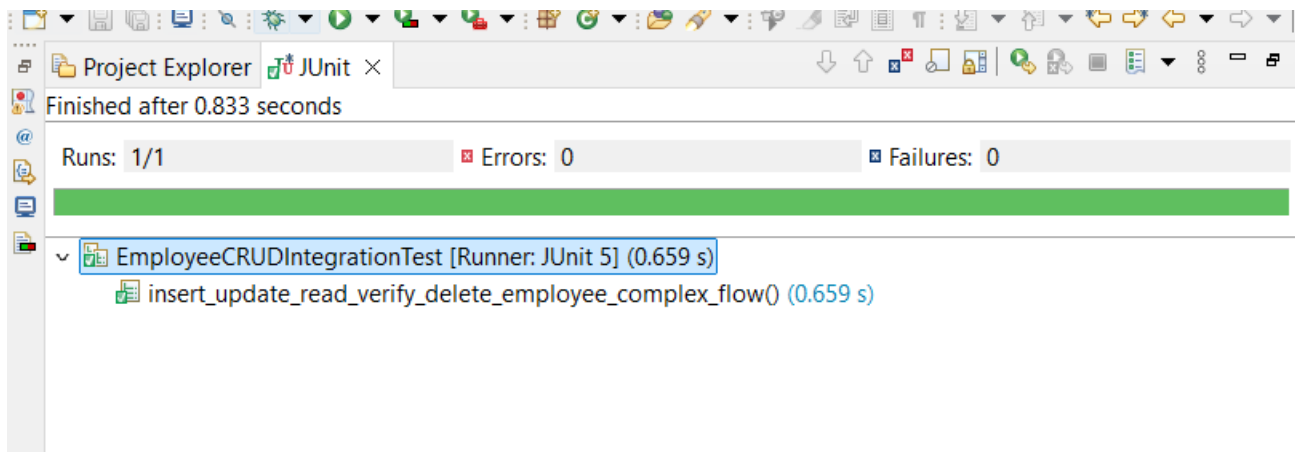 Project Explorer JUnit
Finished after 0.833 seconds
Runs: 1/1 Errors: 0 Failures: 0
EmployeeCRUDIntegrationTest [Runner: JUnit 5] (0.659 s)
insert_update_read_verify_delete_employee_complex_flow() (0.659 s)